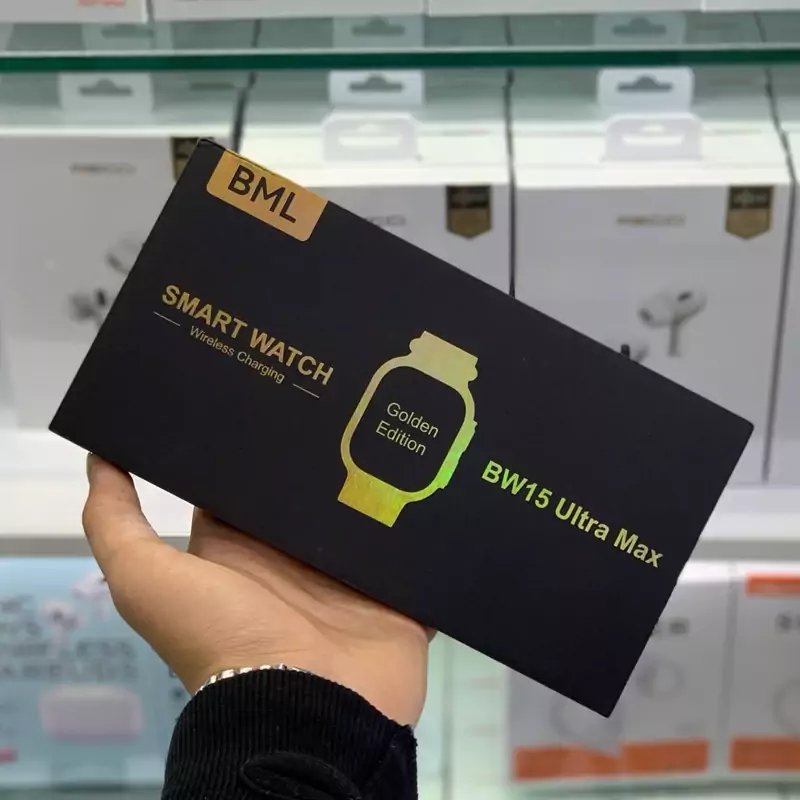 BML
SMART WATCH
Wireless Charging
Golden
Edition
BW15 Ultra Max